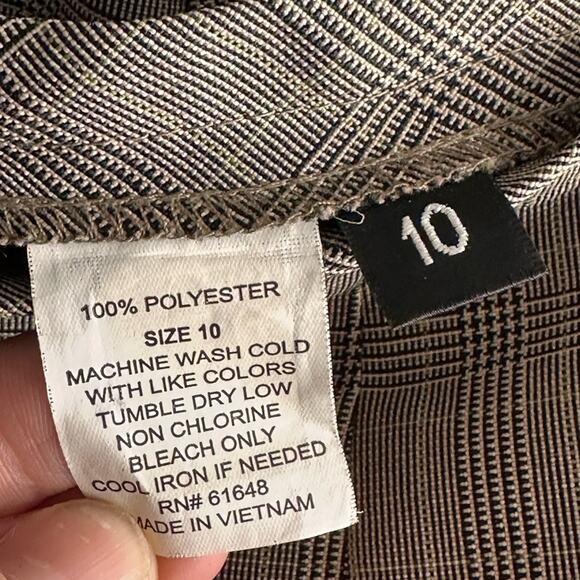 100% POLYESTER
SIZE 10
MACHINE WASH COLD
WITH LIKE COLORS
TUMBLE DRY LOW
NON CHLORINE
BLEACH ONLY
COOL IRON IF NEEDED
RN# 61648
MADE IN VIETNAM
10